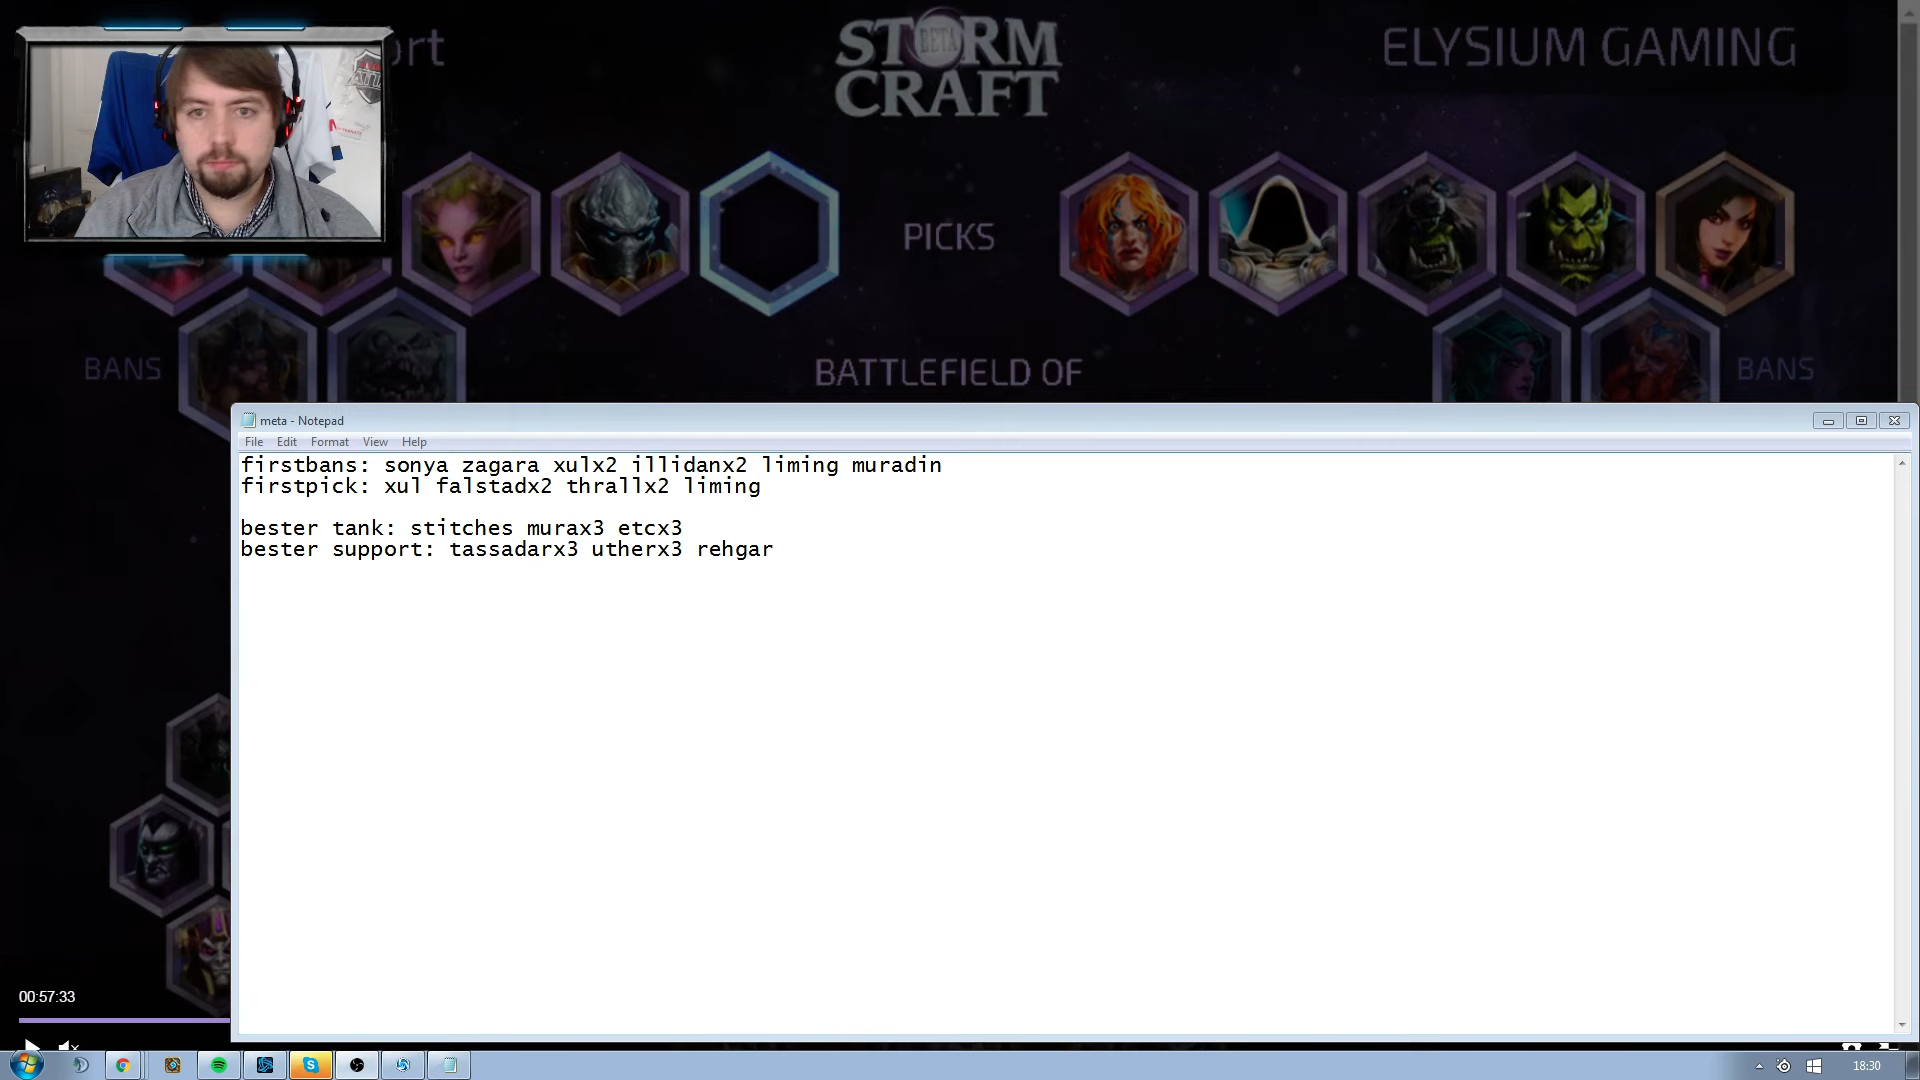 ort
STORM
BETA
CRAFT
ELYSIUM GAMING
PICKS
BANS
BATTLEFIELD OF
BANS
meta - Notepad
File Edit Format View Help
firstbans: sonya zagara xulx2 illidanx2 liming muradin
firstpick: xul falstadx2 thrallx2 liming
bester tank: stitches murax3 etcx3
bester support: tassadarx3 utherx3 rehgar
00:57:33
18:30